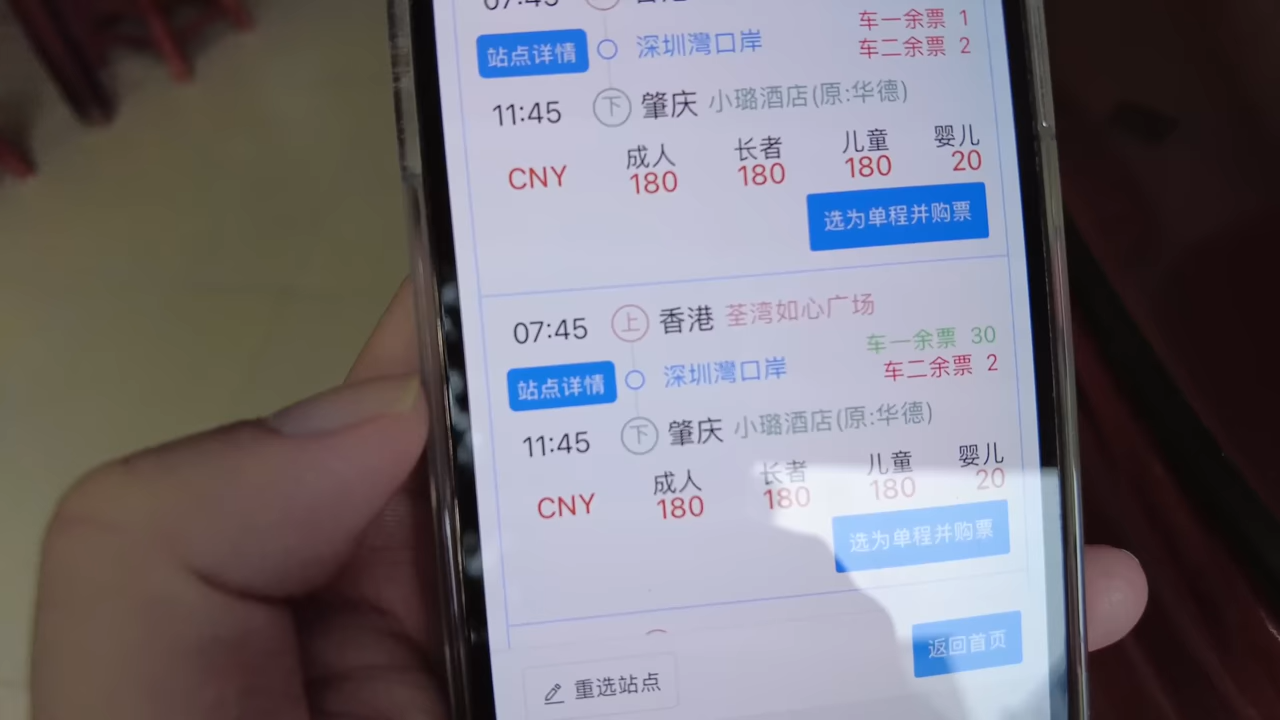 07:45
车一余票 1
站点详情 深圳灣口岸 车二余票 2
11:45 下 肇庆 小璐酒店(原:华德)
成人 长者 儿童 婴儿
CNY 180 180 180 20
选为单程并购票
07:45 上 香港 荃湾如心广场
车一余票 30
站点详情 深圳灣口岸 车二余票 2
11:45 下 肇庆 小璐酒店(原:华德)
成人 长者 儿童 婴儿
CNY 180 180 180 20
选为单程并购票
返回首页
重选站点